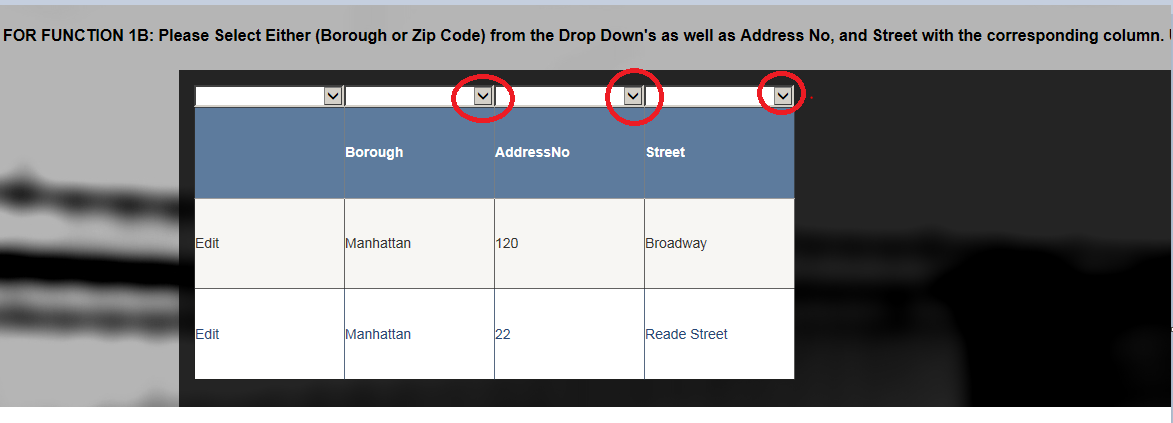 FOR FUNCTION 1B: Please Select Either (Borough or Zip Code) from the Drop Down's as well as Address No, and Street with the corresponding column.
Borough AddressNo Street
Edit Manhattan 120 Broadway
Edit Manhattan 22 Reade Street